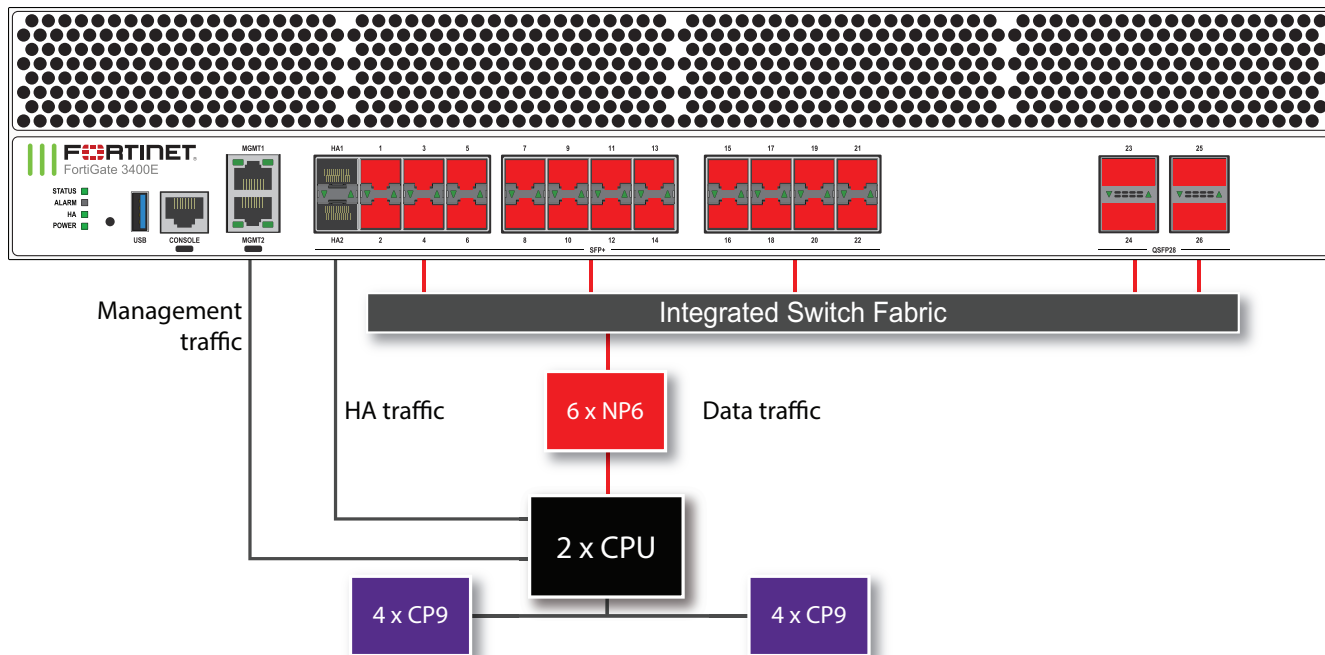 FORTINET
FortiGate 3400E
STATUS
ALARM
HA
POWER
USB
CONSOLE
MGMT1
MGMT2
HA1 1 3 5 7 9 11 13 15 17 19 21 23 25
HA2 2 4 6 8 10 12 14 16 18 20 22 24 26
SFP+
QSFP28
Management
traffic
Integrated Switch Fabric
HA traffic
6 x NP6
Data traffic
2 x CPU
4 x CP9
4 x CP9